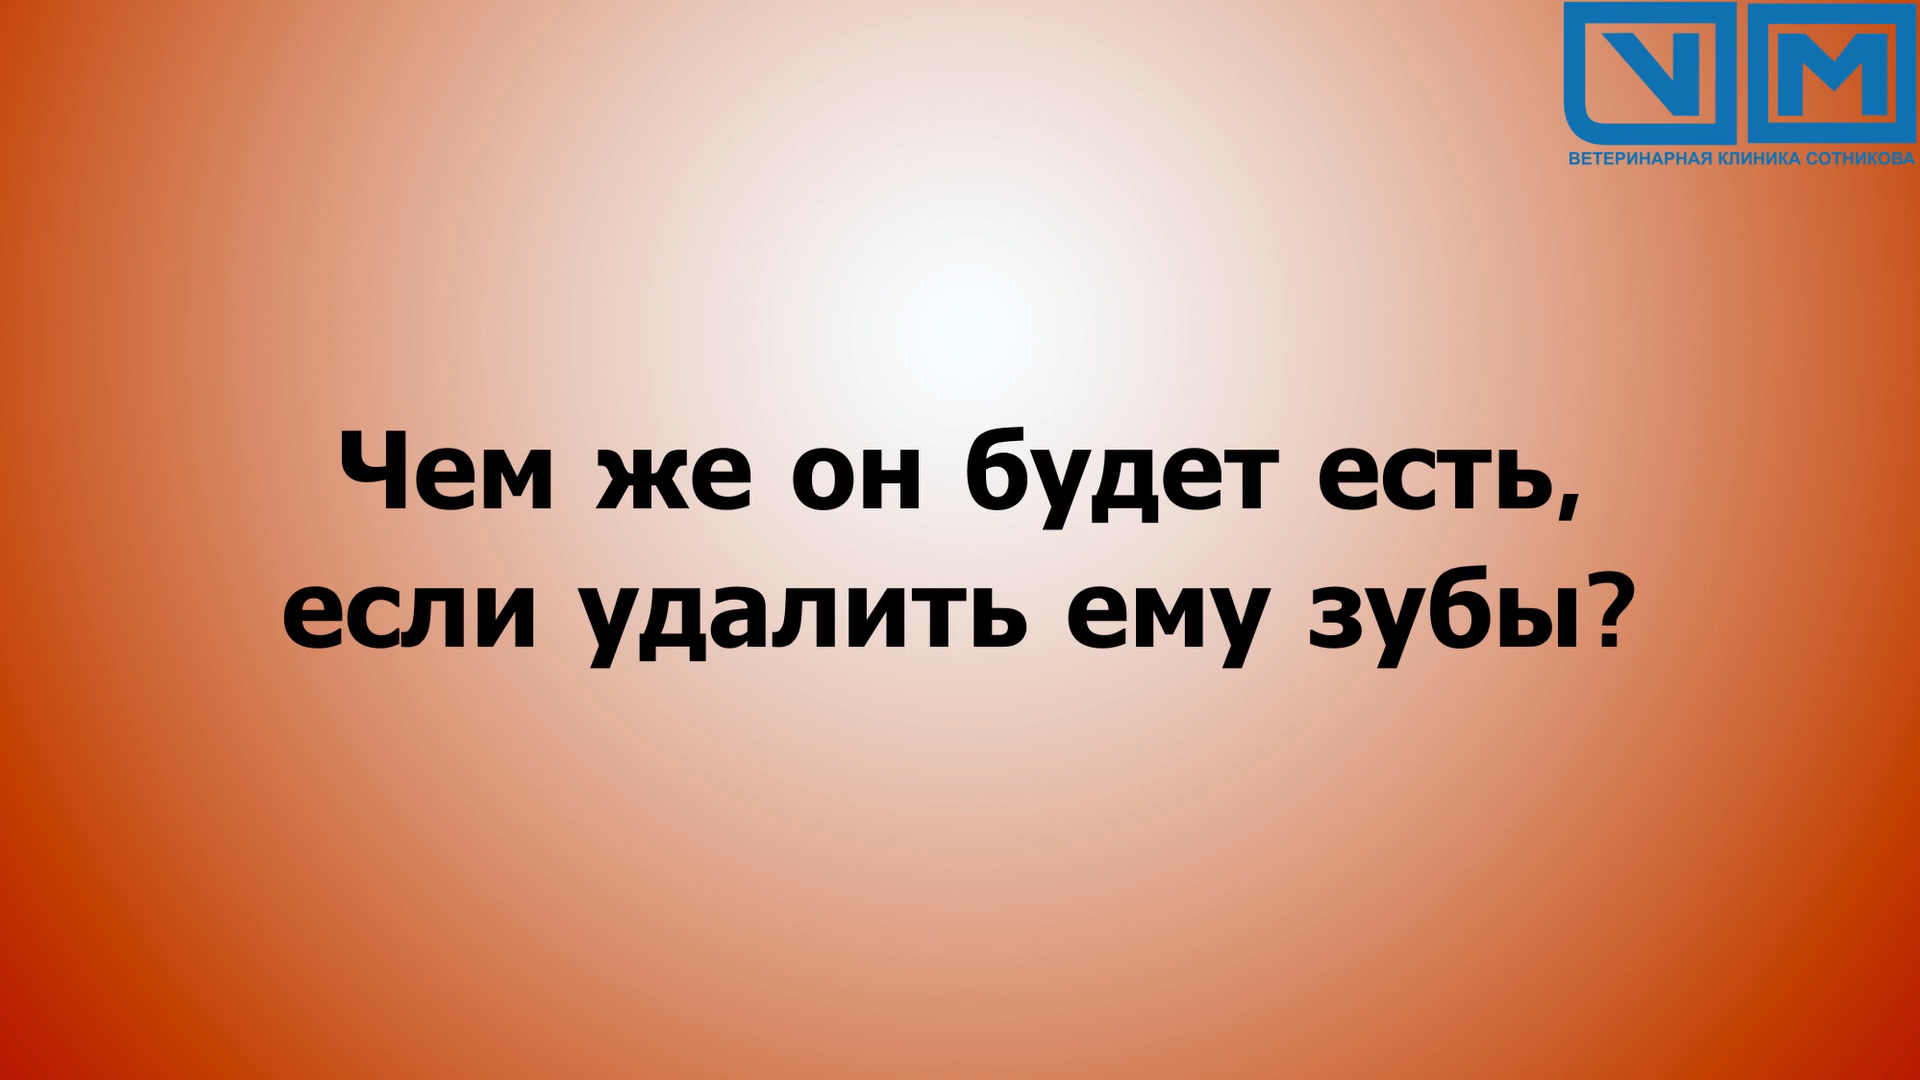 VM
ВЕТЕРИНАРНАЯ КЛИНИКА СОТНИКОВА
Чем же он будет есть,
если удалить ему зубы?